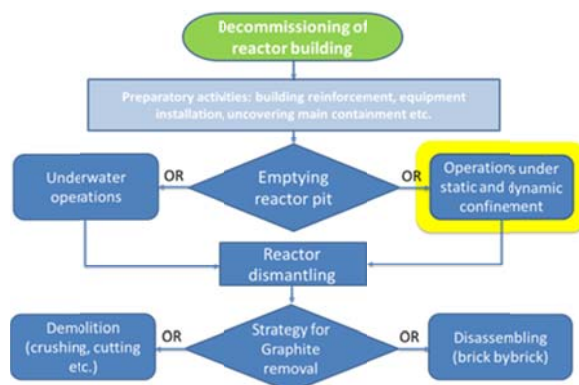 Decommissioning of
reactor building
Preparatory activities: building reinforcement, equipment
installation, uncovering main containment etc.
Underwater
operations
OR
Emptying
reactor pit
OR
Operations under
static and dynamic
confinement
Reactor
dismantling
Demolition
(crushing, cutting
etc.)
OR
Strategy for
Graphite
removal
OR
Disassembling
(brick bybrick)